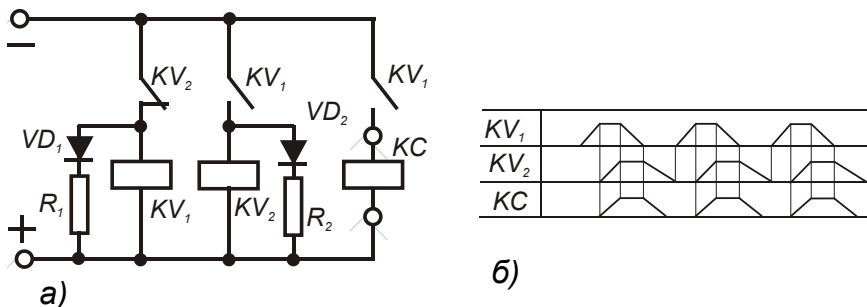 −
KV₂
KV₁
KV₁
VD₁
VD₂
KC
R₁
KV₁
KV₂
R₂
+
а)
KV₁
KV₂
KC
б)